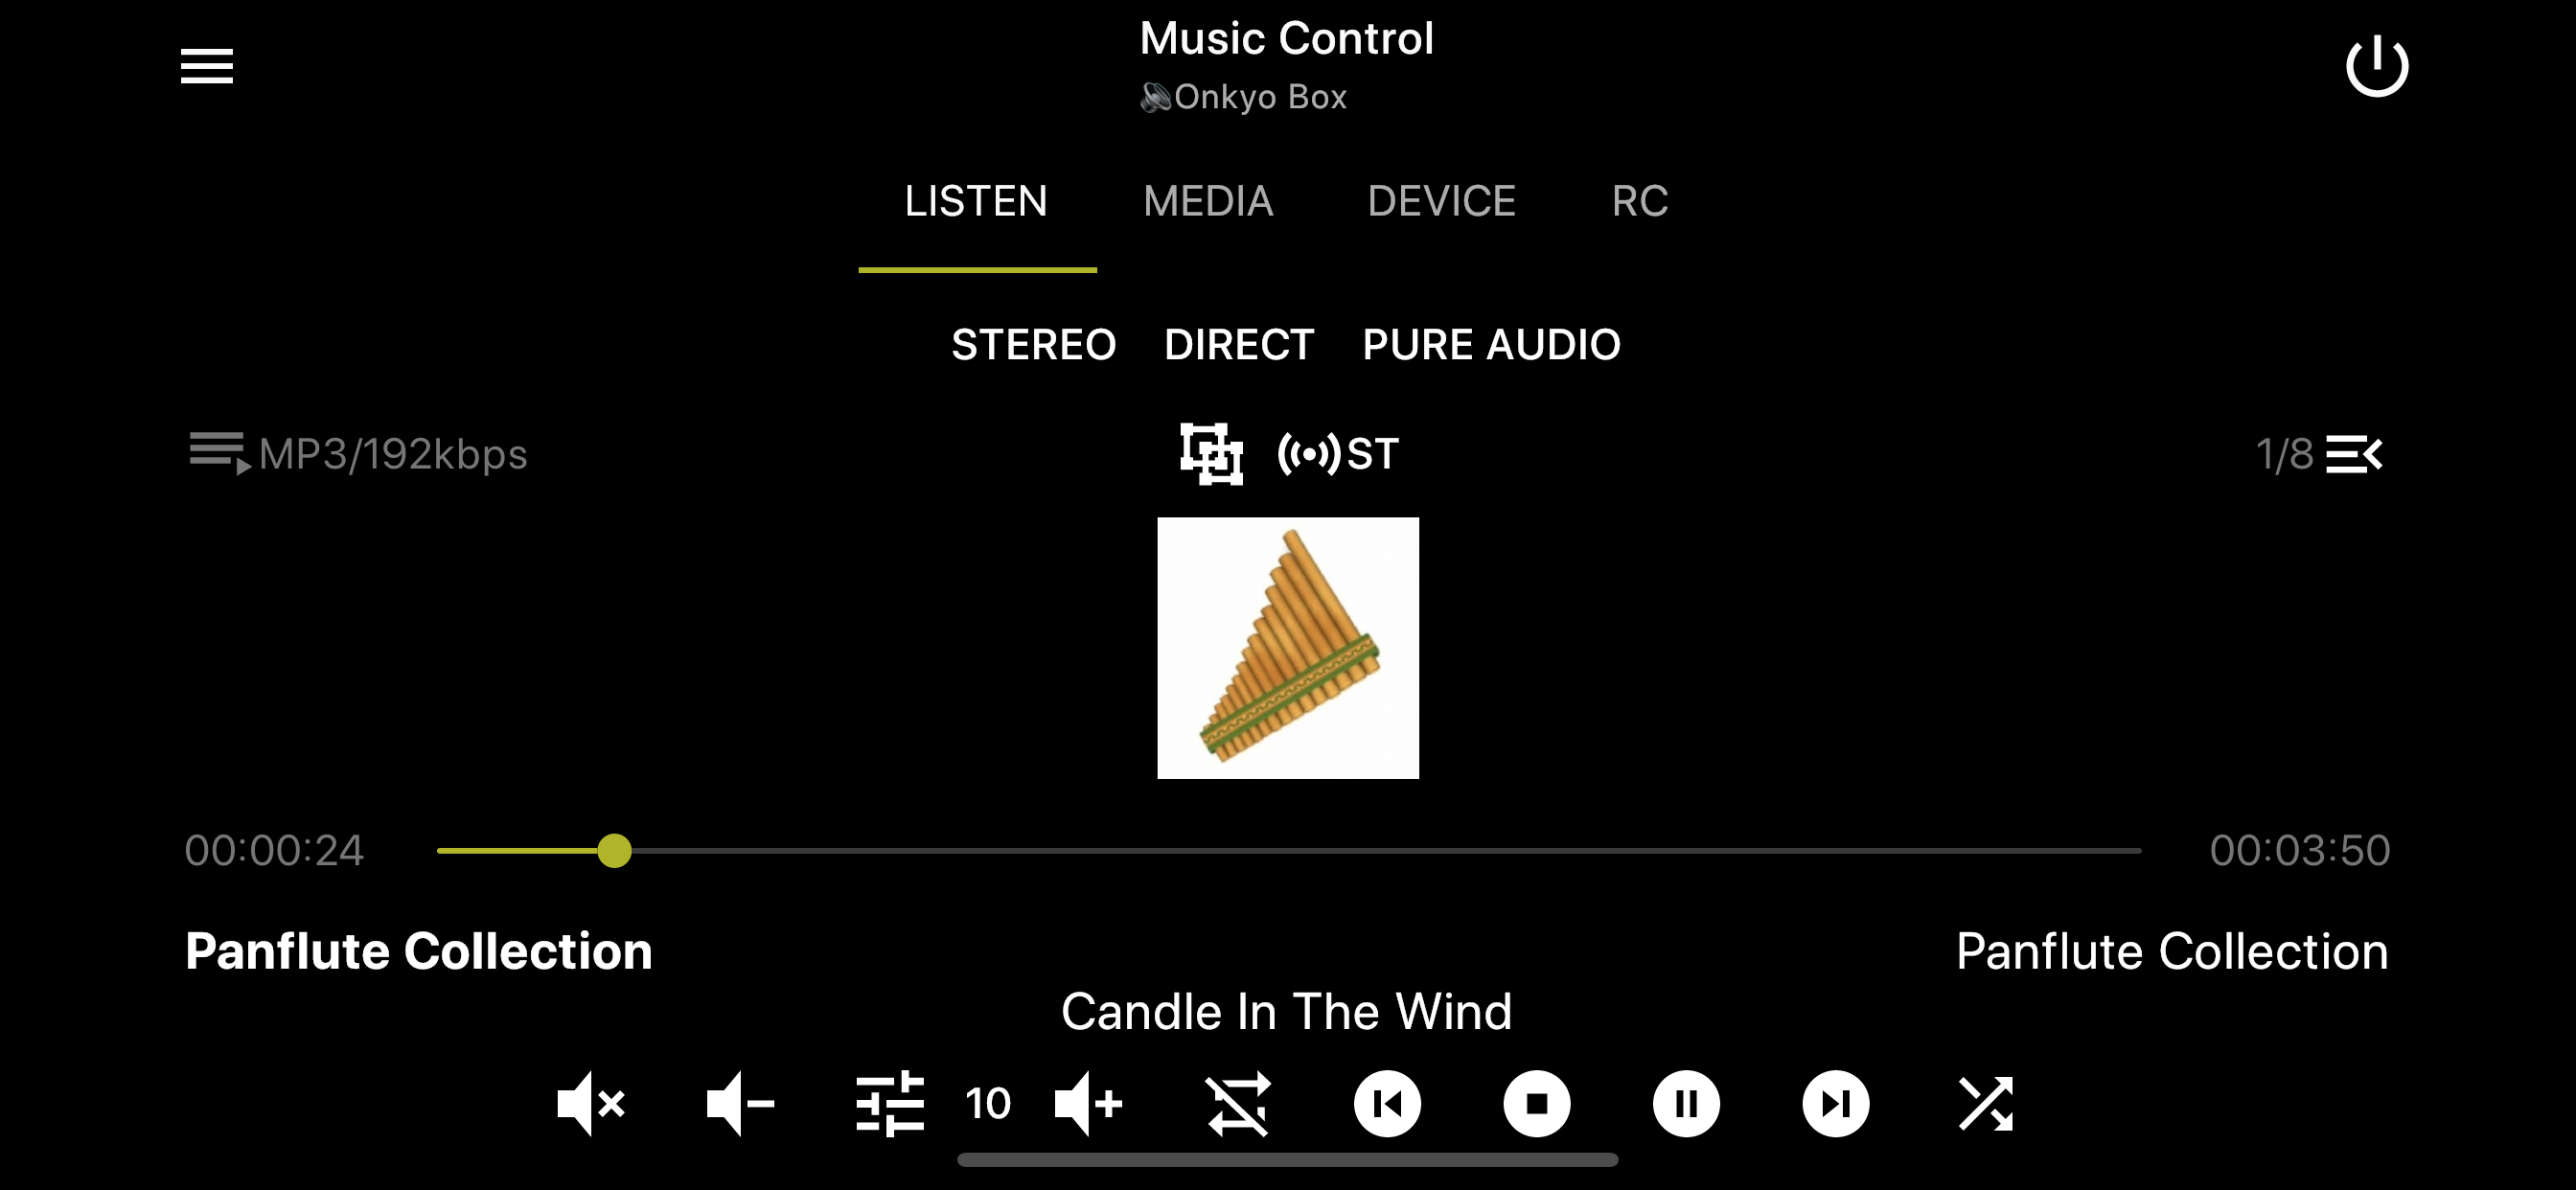 Music Control
Onkyo Box
LISTEN MEDIA DEVICE RC
STEREO DIRECT PURE AUDIO
MP3/192kbps ST 1/8
00:00:24 00:03:50
Panflute Collection Panflute Collection
Candle In The Wind
10